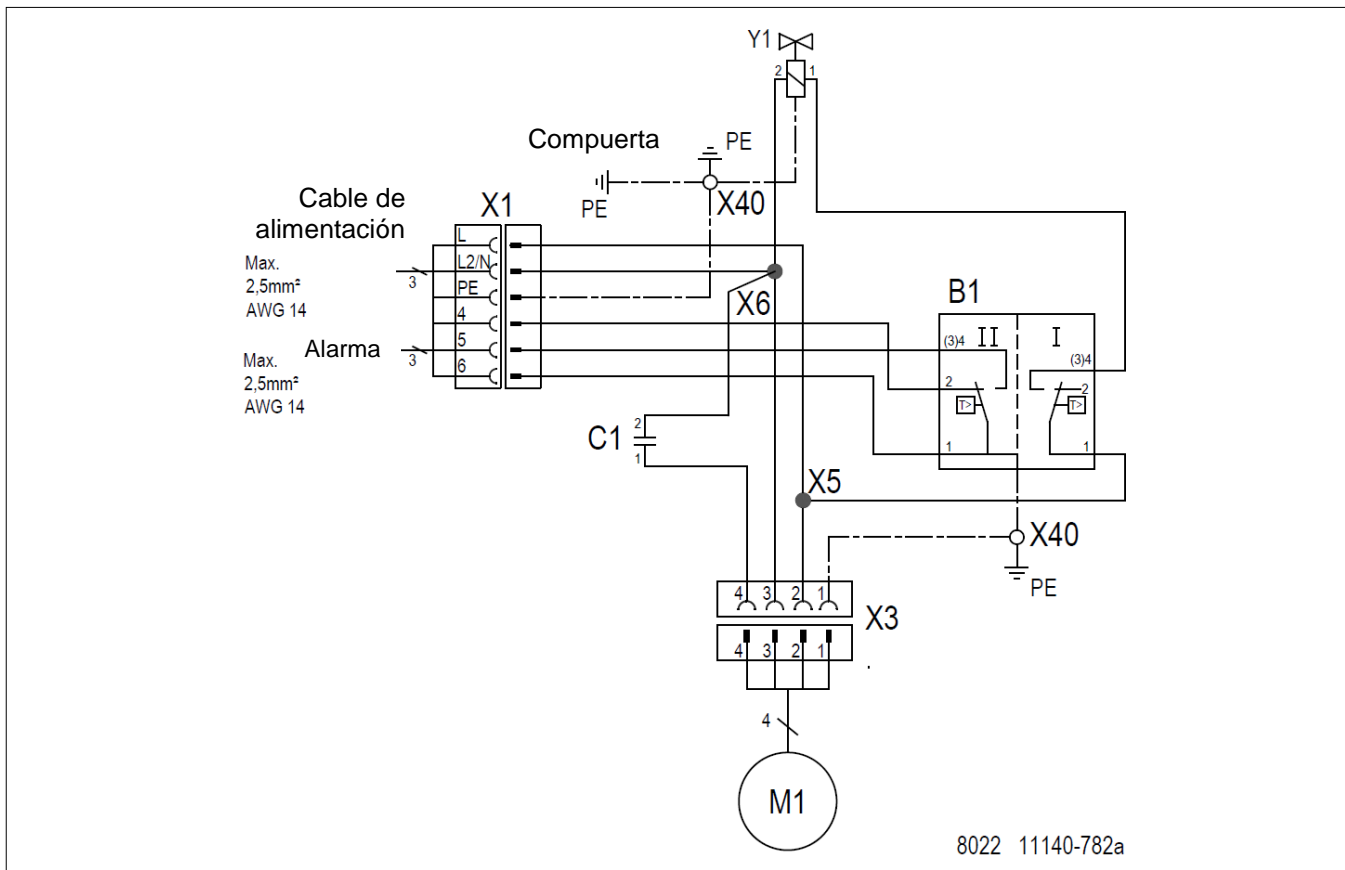 Y1
2 1
Compuerta
PE
PE
X40
Cable de
alimentación
X1
Max.
2,5mm²
AWG 14
3
L
L2/N
PE
4
5
6
Alarma
3
Max.
2,5mm²
AWG 14
X6
B1
II I
(3)4
(3)4
2
2
T>
T>
1
1
C1
2
1
X5
X40
PE
4 3 2 1
X3
4 3 2 1
4
M1
8022 11140-782a